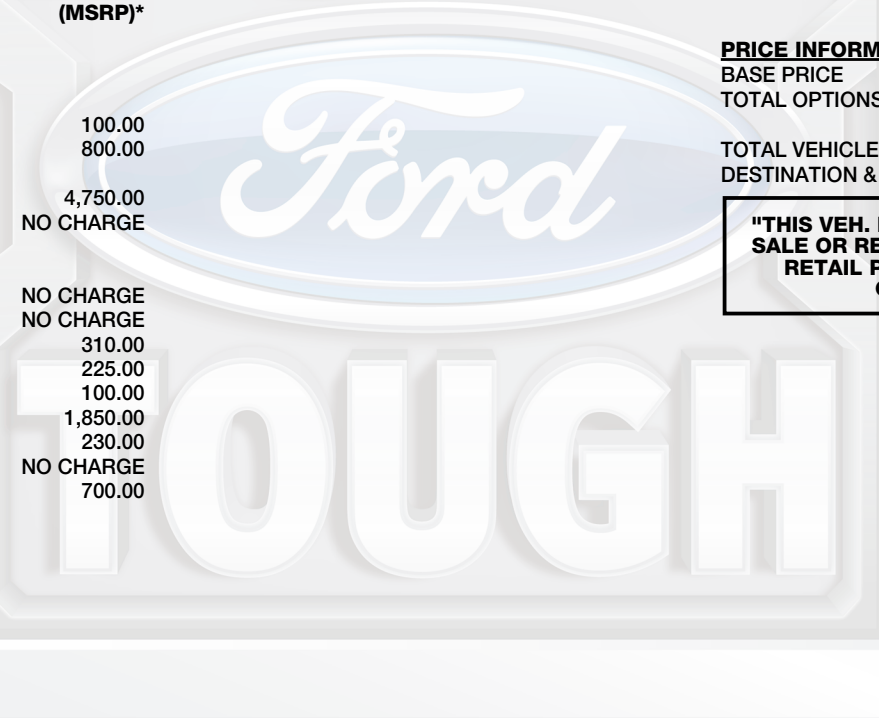 (MSRP)*
100.00
800.00
4,750.00
NO CHARGE
NO CHARGE
NO CHARGE
310.00
225.00
100.00
1,850.00
230.00
NO CHARGE
700.00
PRICE INFORM
BASE PRICE
TOTAL OPTIONS
TOTAL VEHICLE
DESTINATION &
"THIS VEH.
SALE OR RE
RETAIL P
Ford
TOUGH